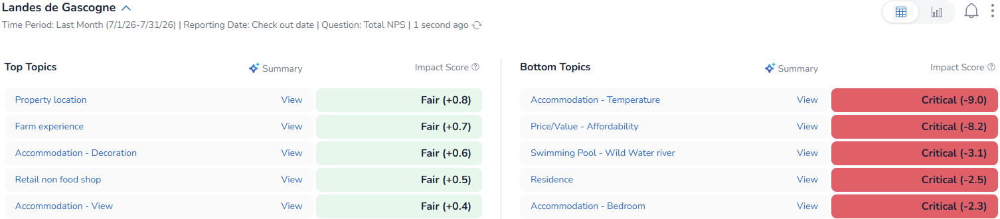 Landes de Gascogne
Time Period: Last Month (7/1/26-7/31/26) | Reporting Date: Check out date | Question: Total NPS | 1 second ago
Top Topics Summary Impact Score
Property location View Fair (+0.8)
Farm experience View Fair (+0.7)
Accommodation - Decoration View Fair (+0.6)
Retail non food shop View Fair (+0.5)
Accommodation - View View Fair (+0.4)
Bottom Topics Summary Impact Score
Accommodation - Temperature View Critical (-9.0)
Price/Value - Affordability View Critical (-8.2)
Swimming Pool - Wild Water river View Critical (-3.1)
Residence View Critical (-2.5)
Accommodation - Bedroom View Critical (-2.3)